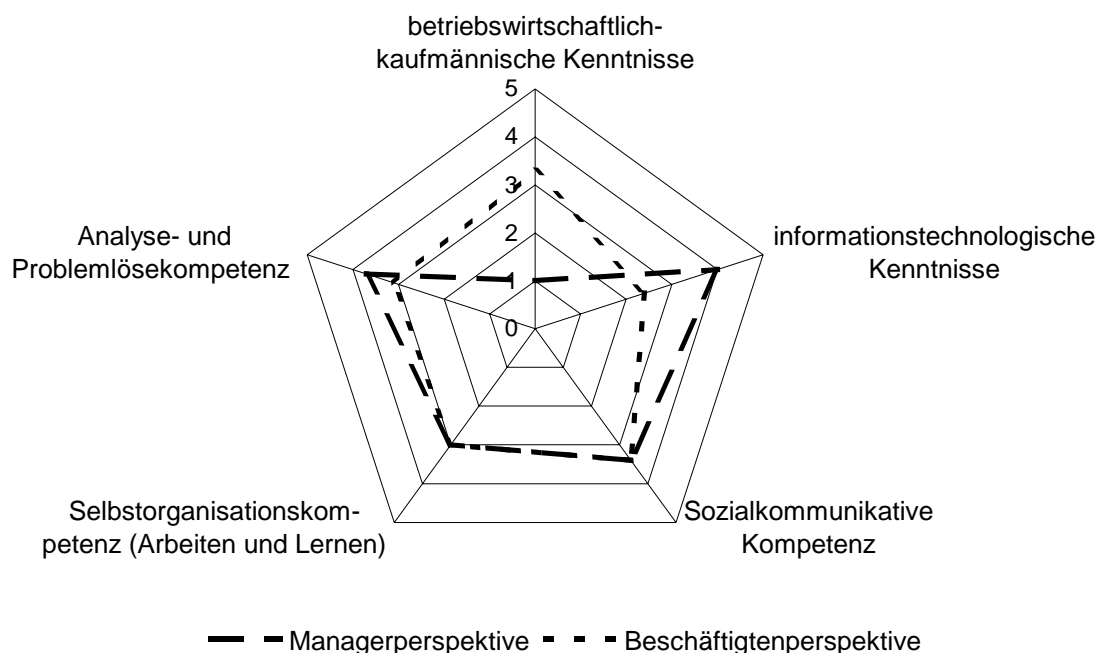 betriebswirtschaftlich-
kaufmännische Kenntnisse
5
4
3
2
1
0
Analyse- und
Problemlösekompetenz
informationstechnologische
Kenntnisse
Selbstorganisationskom-
petenz (Arbeiten und Lernen)
Sozialkommunikative
Kompetenz
Managerperspektive Beschäftigtenperspektive